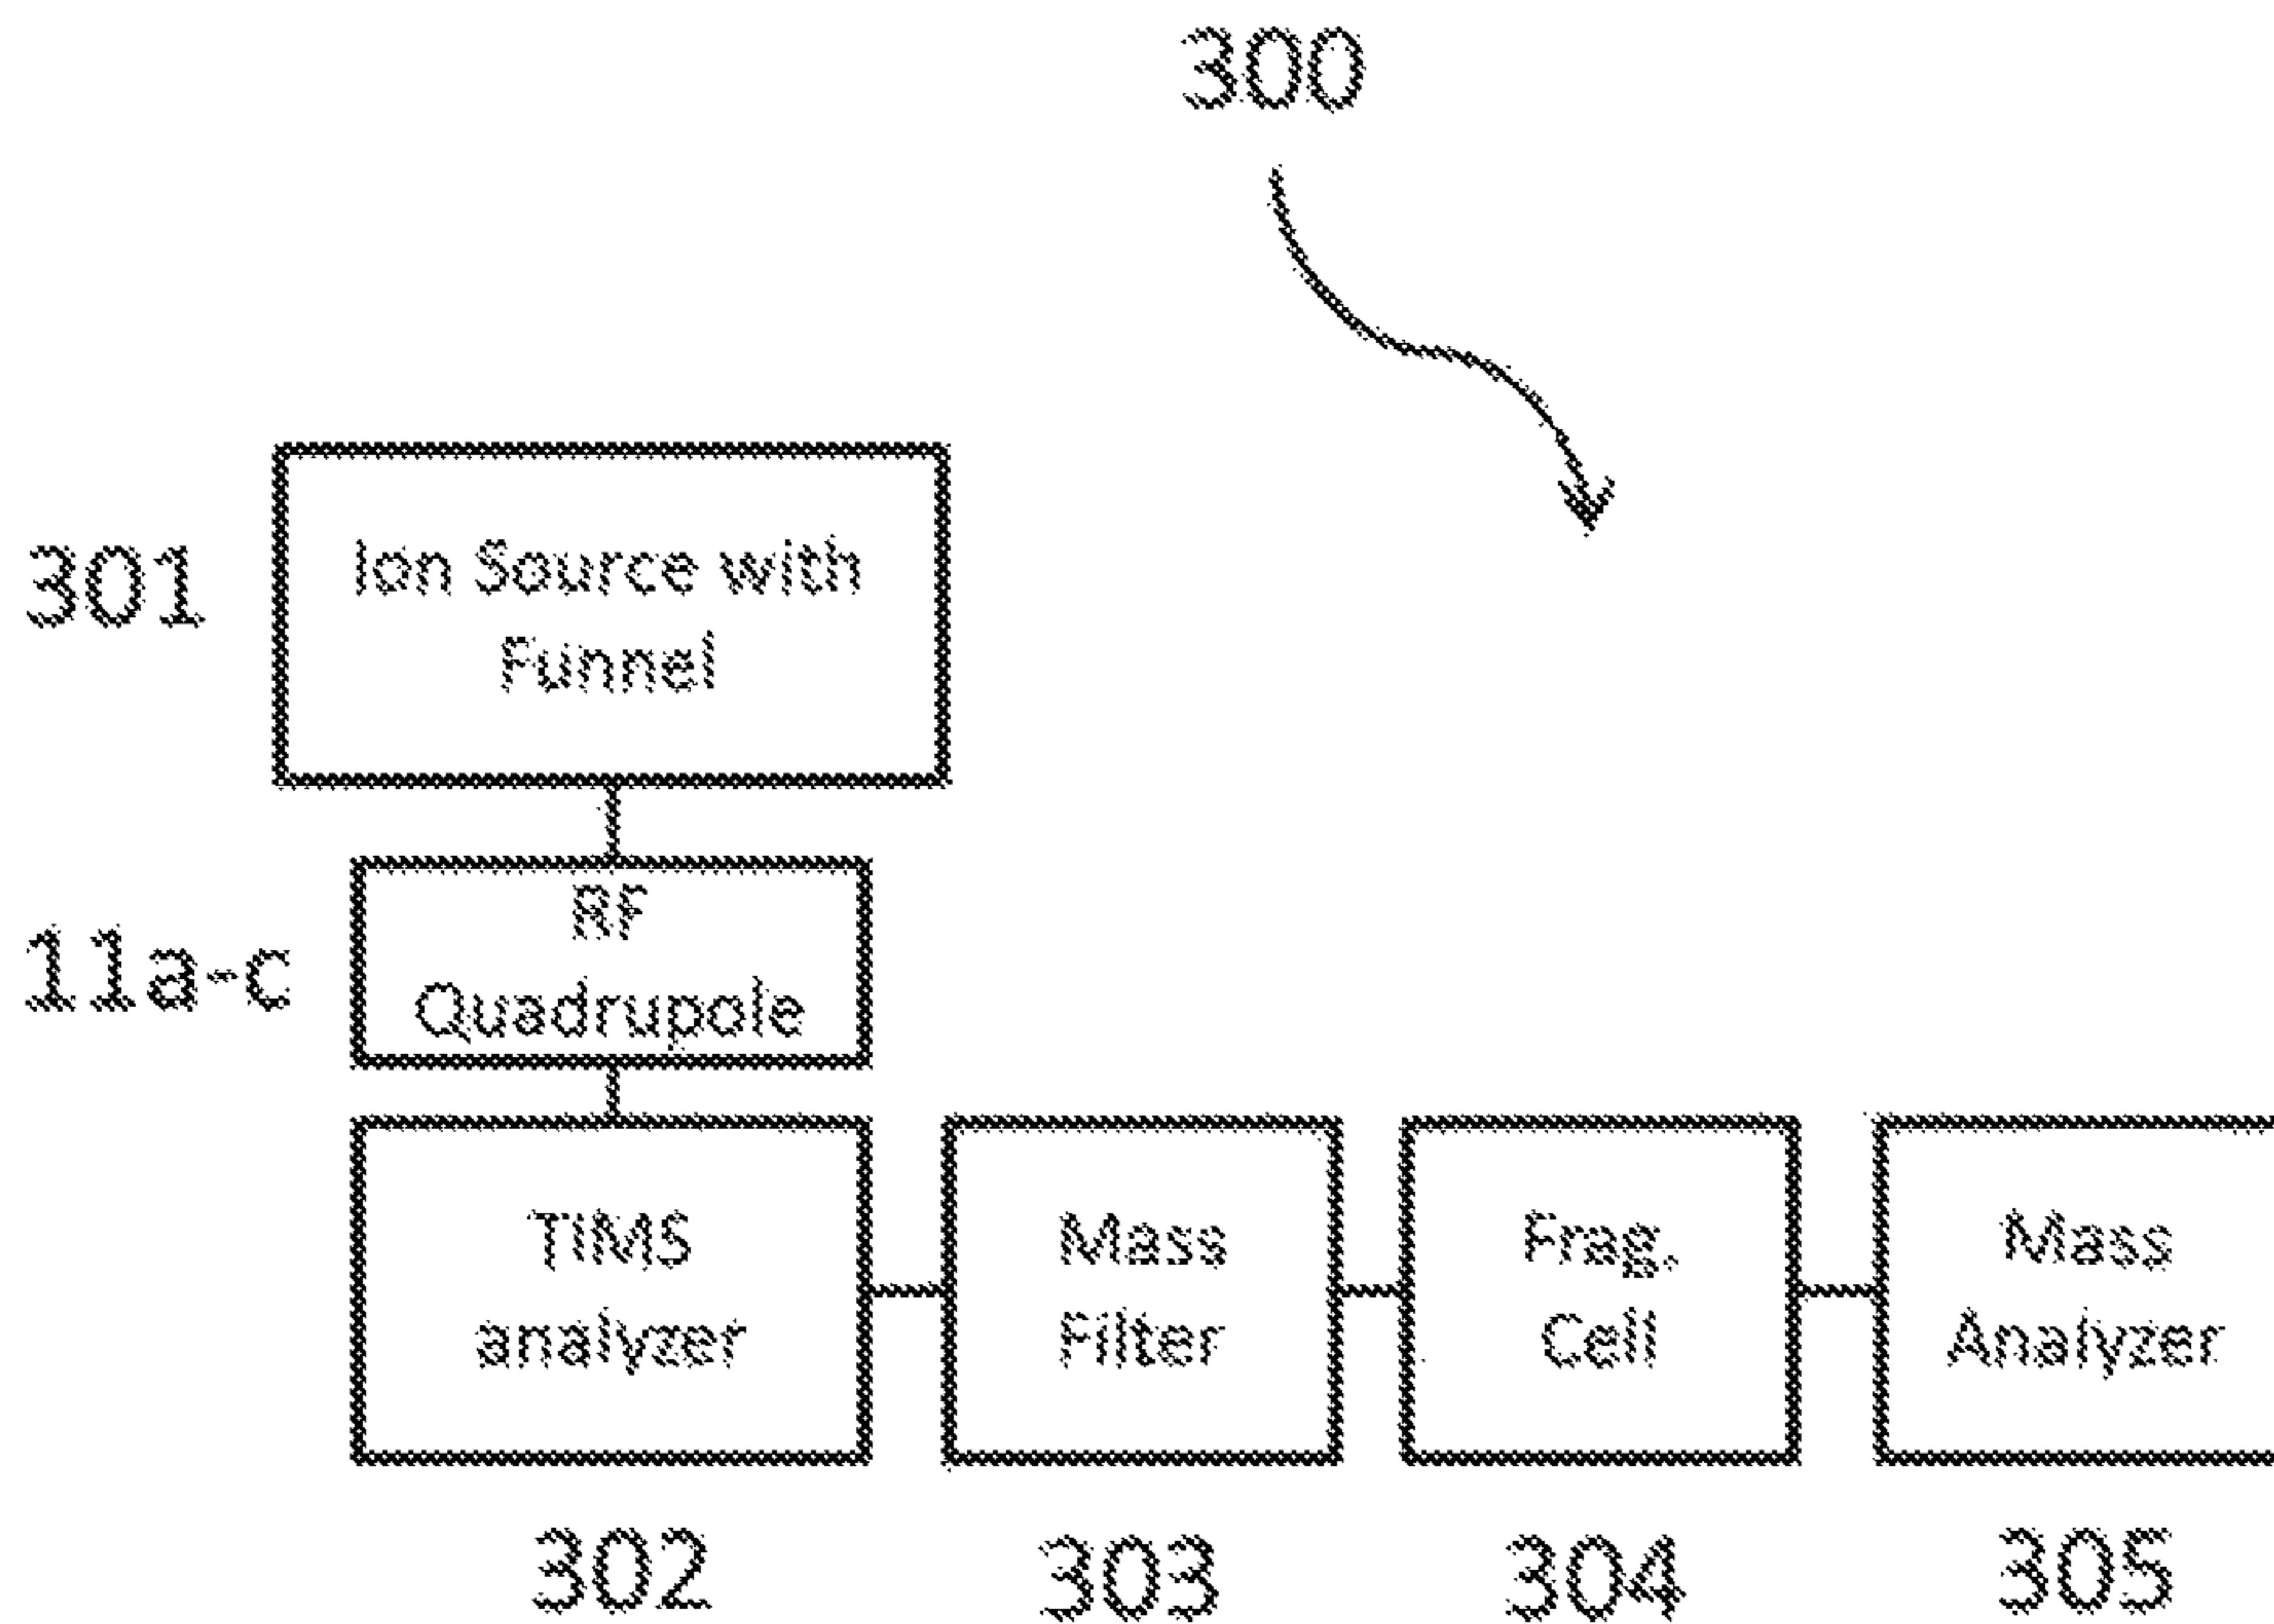 300
301
Ion Source with
Funnel
11a-c
RF
Quadrupole
TIMS
analyzer
Mass
Filter
Frag.
Cell
Mass
Analyzer
302
303
304
305